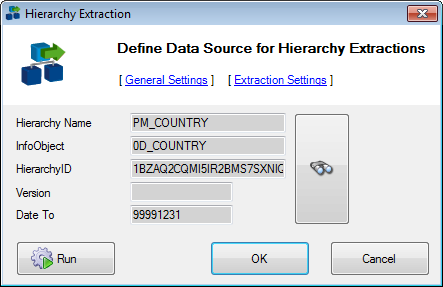 Hierarchy Extraction
Define Data Source for Hierarchy Extractions
[ General Settings ] [ Extraction Settings ]
Hierarchy Name PM_COUNTRY
InfoObject 0D_COUNTRY
HierarchyID
Version
Date To 99991231
Run OK Cancel